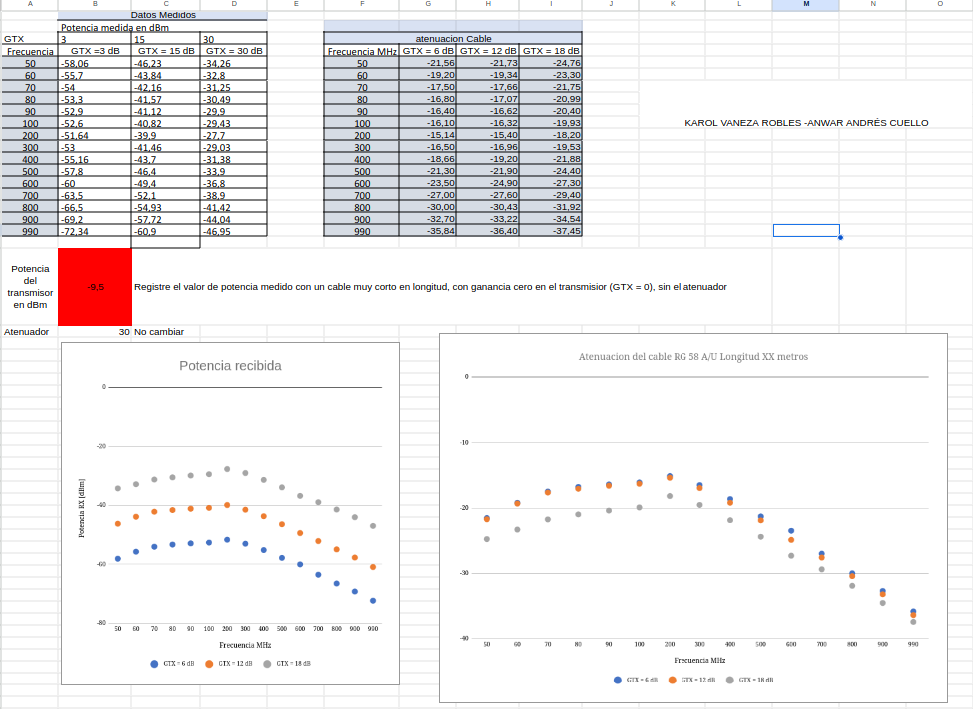 A B C D E F G H I J K L M N O
Datos Medidos
Potencia medida en dBm
GTX 3 15 30 atenuacion Cable
Frecuencia GTX =3 dB GTX = 15 dB GTX = 30 dB Frecuencia MHz GTX = 6 dB GTX = 12 dB GTX = 18 dB
50 -58,06 -46,23 -34,26 50 -21,56 -21,73 -24,76
60 -55,7 -43,84 -32,8 60 -19,20 -19,34 -23,30
70 -54 -42,16 -31,25 70 -17,50 -17,66 -21,75
80 -53,3 -41,57 -30,49 80 -16,80 -17,07 -20,99
90 -52,9 -41,12 -29,9 90 -16,40 -16,62 -20,40
100 -52,6 -40,82 -29,43 100 -16,10 -16,32 -19,93
KAROL VANEZA ROBLES -ANWAR ANDRÉS CUELLO
200 -51,64 -39,9 -27,7 200 -15,14 -15,40 -18,20
300 -53 -41,46 -29,03 300 -16,50 -16,96 -19,53
400 -55,16 -43,7 -31,38 400 -18,66 -19,20 -21,88
500 -57,8 -46,4 -33,9 500 -21,30 -21,90 -24,40
600 -60 -49,4 -36,8 600 -23,50 -24,90 -27,30
700 -63,5 -52,1 -38,9 700 -27,00 -27,60 -29,40
800 -66,5 -54,93 -41,42 800 -30,00 -30,43 -31,92
900 -69,2 -57,72 -44,04 900 -32,70 -33,22 -34,54
990 -72,34 -60,9 -46,95 990 -35,84 -36,40 -37,45
Potencia
del
transmisor
en dBm
-9.5
Registre el valor de potencia medido con un cable muy corto en longitud, con ganancia cero en el transmisior (GTX = 0), sin el atenuador
Atenuador 30 No cambiar
Potencia recibida
0
-20
-40
-60
-80
Potencia RX [dBm]
50 60 70 80 90 100 200 300 400 500 600 700 800 900 990
Frecuencia MHz
GTX = 6 dB GTX = 12 dB GTX = 18 dB
Atenuacion del cable RG 58 A/U Longitud XX metros
0
-10
-20
-30
-40
50 60 70 80 90 100 200 300 400 500 600 700 800 900 990
Frecuencia MHz
GTX = 6 dB GTX = 12 dB GTX = 18 dB